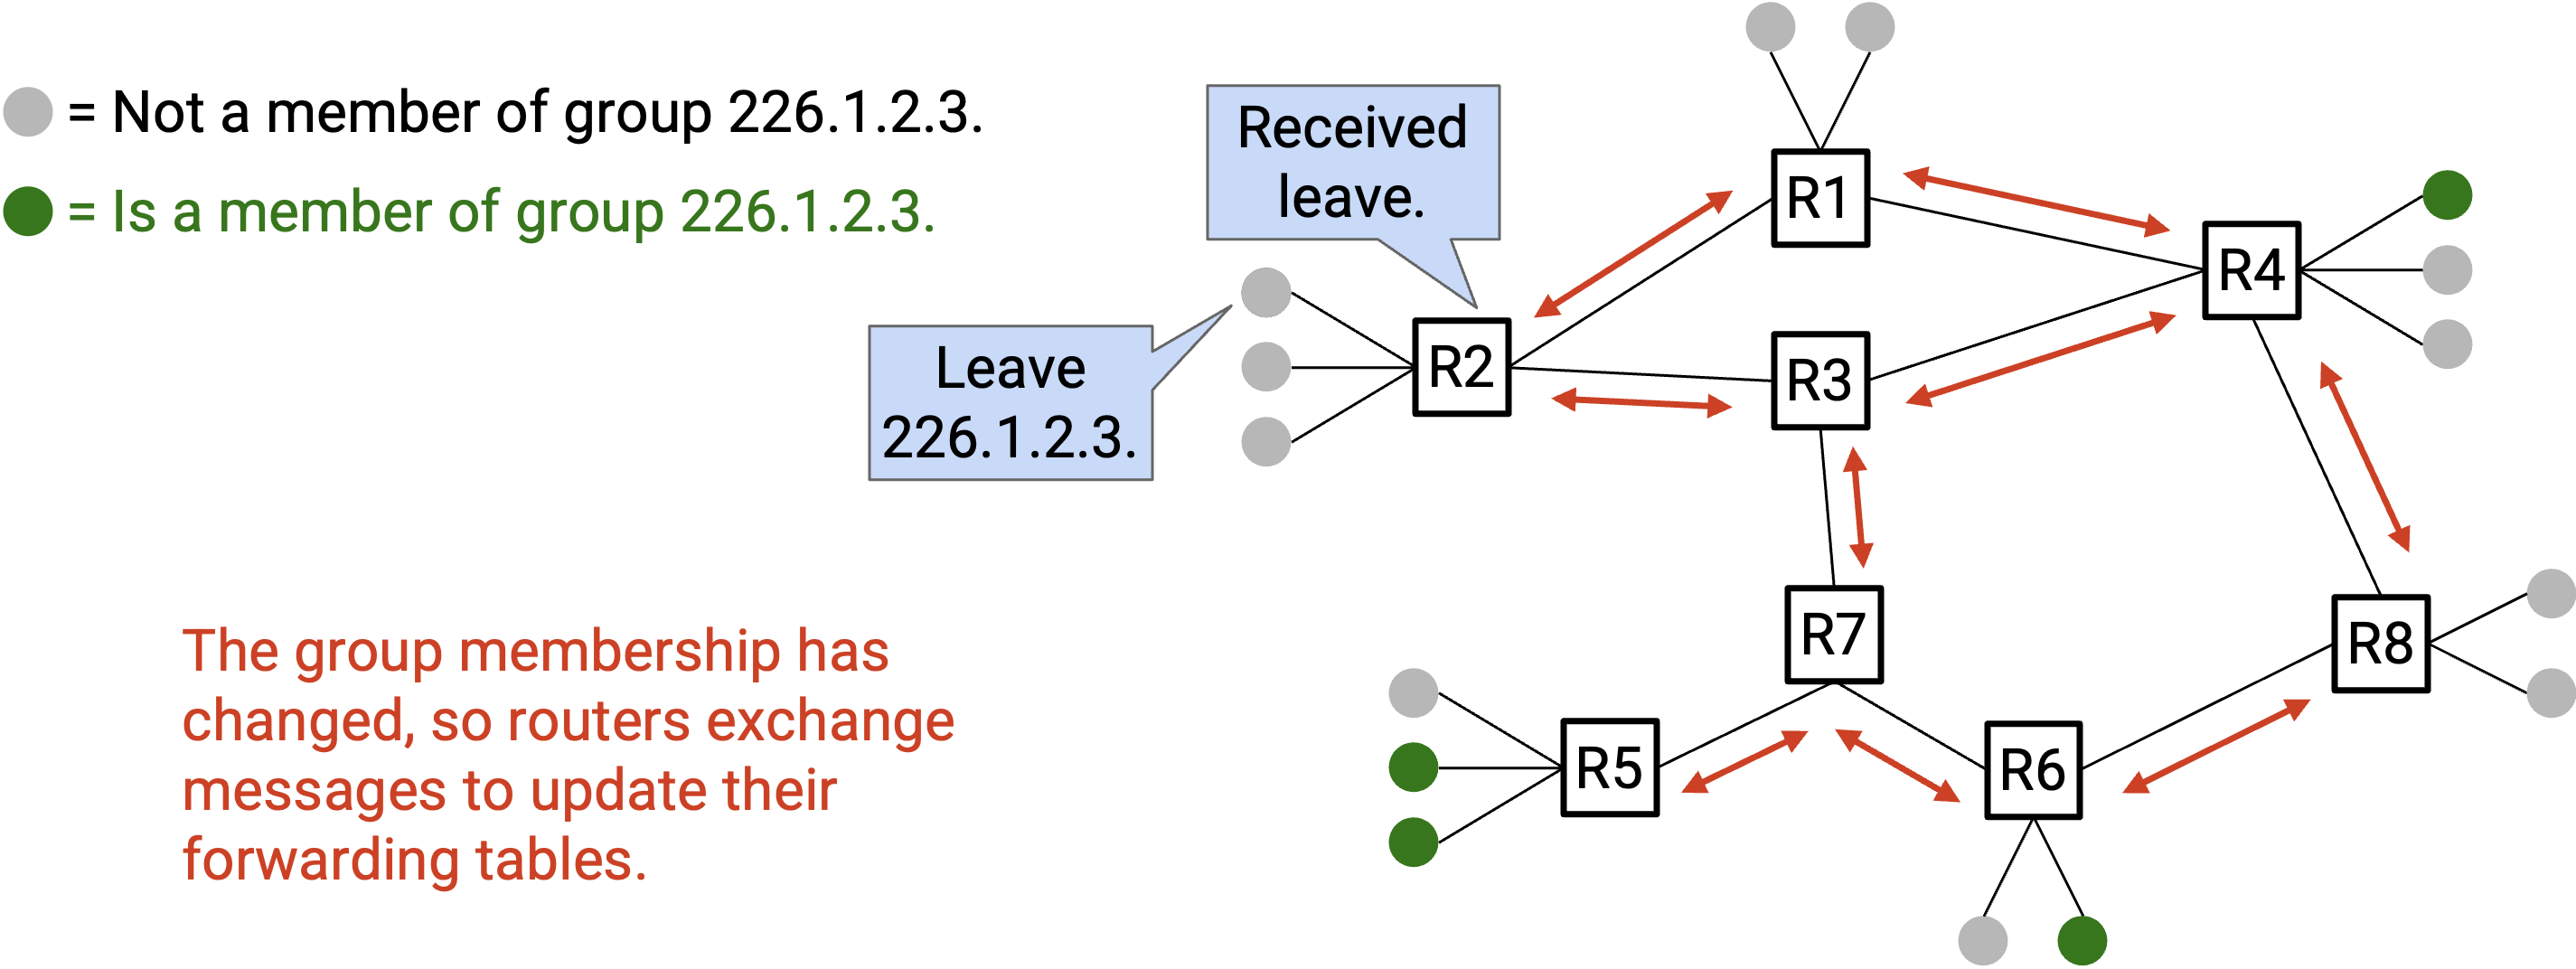 = Not a member of group 226.1.2.3.
= Is a member of group 226.1.2.3.
Received
leave.
Leave
226.1.2.3.
R1
R4
R2
R3
R7
R8
R5
R6
The group membership has
changed, so routers exchange
messages to update their
forwarding tables.